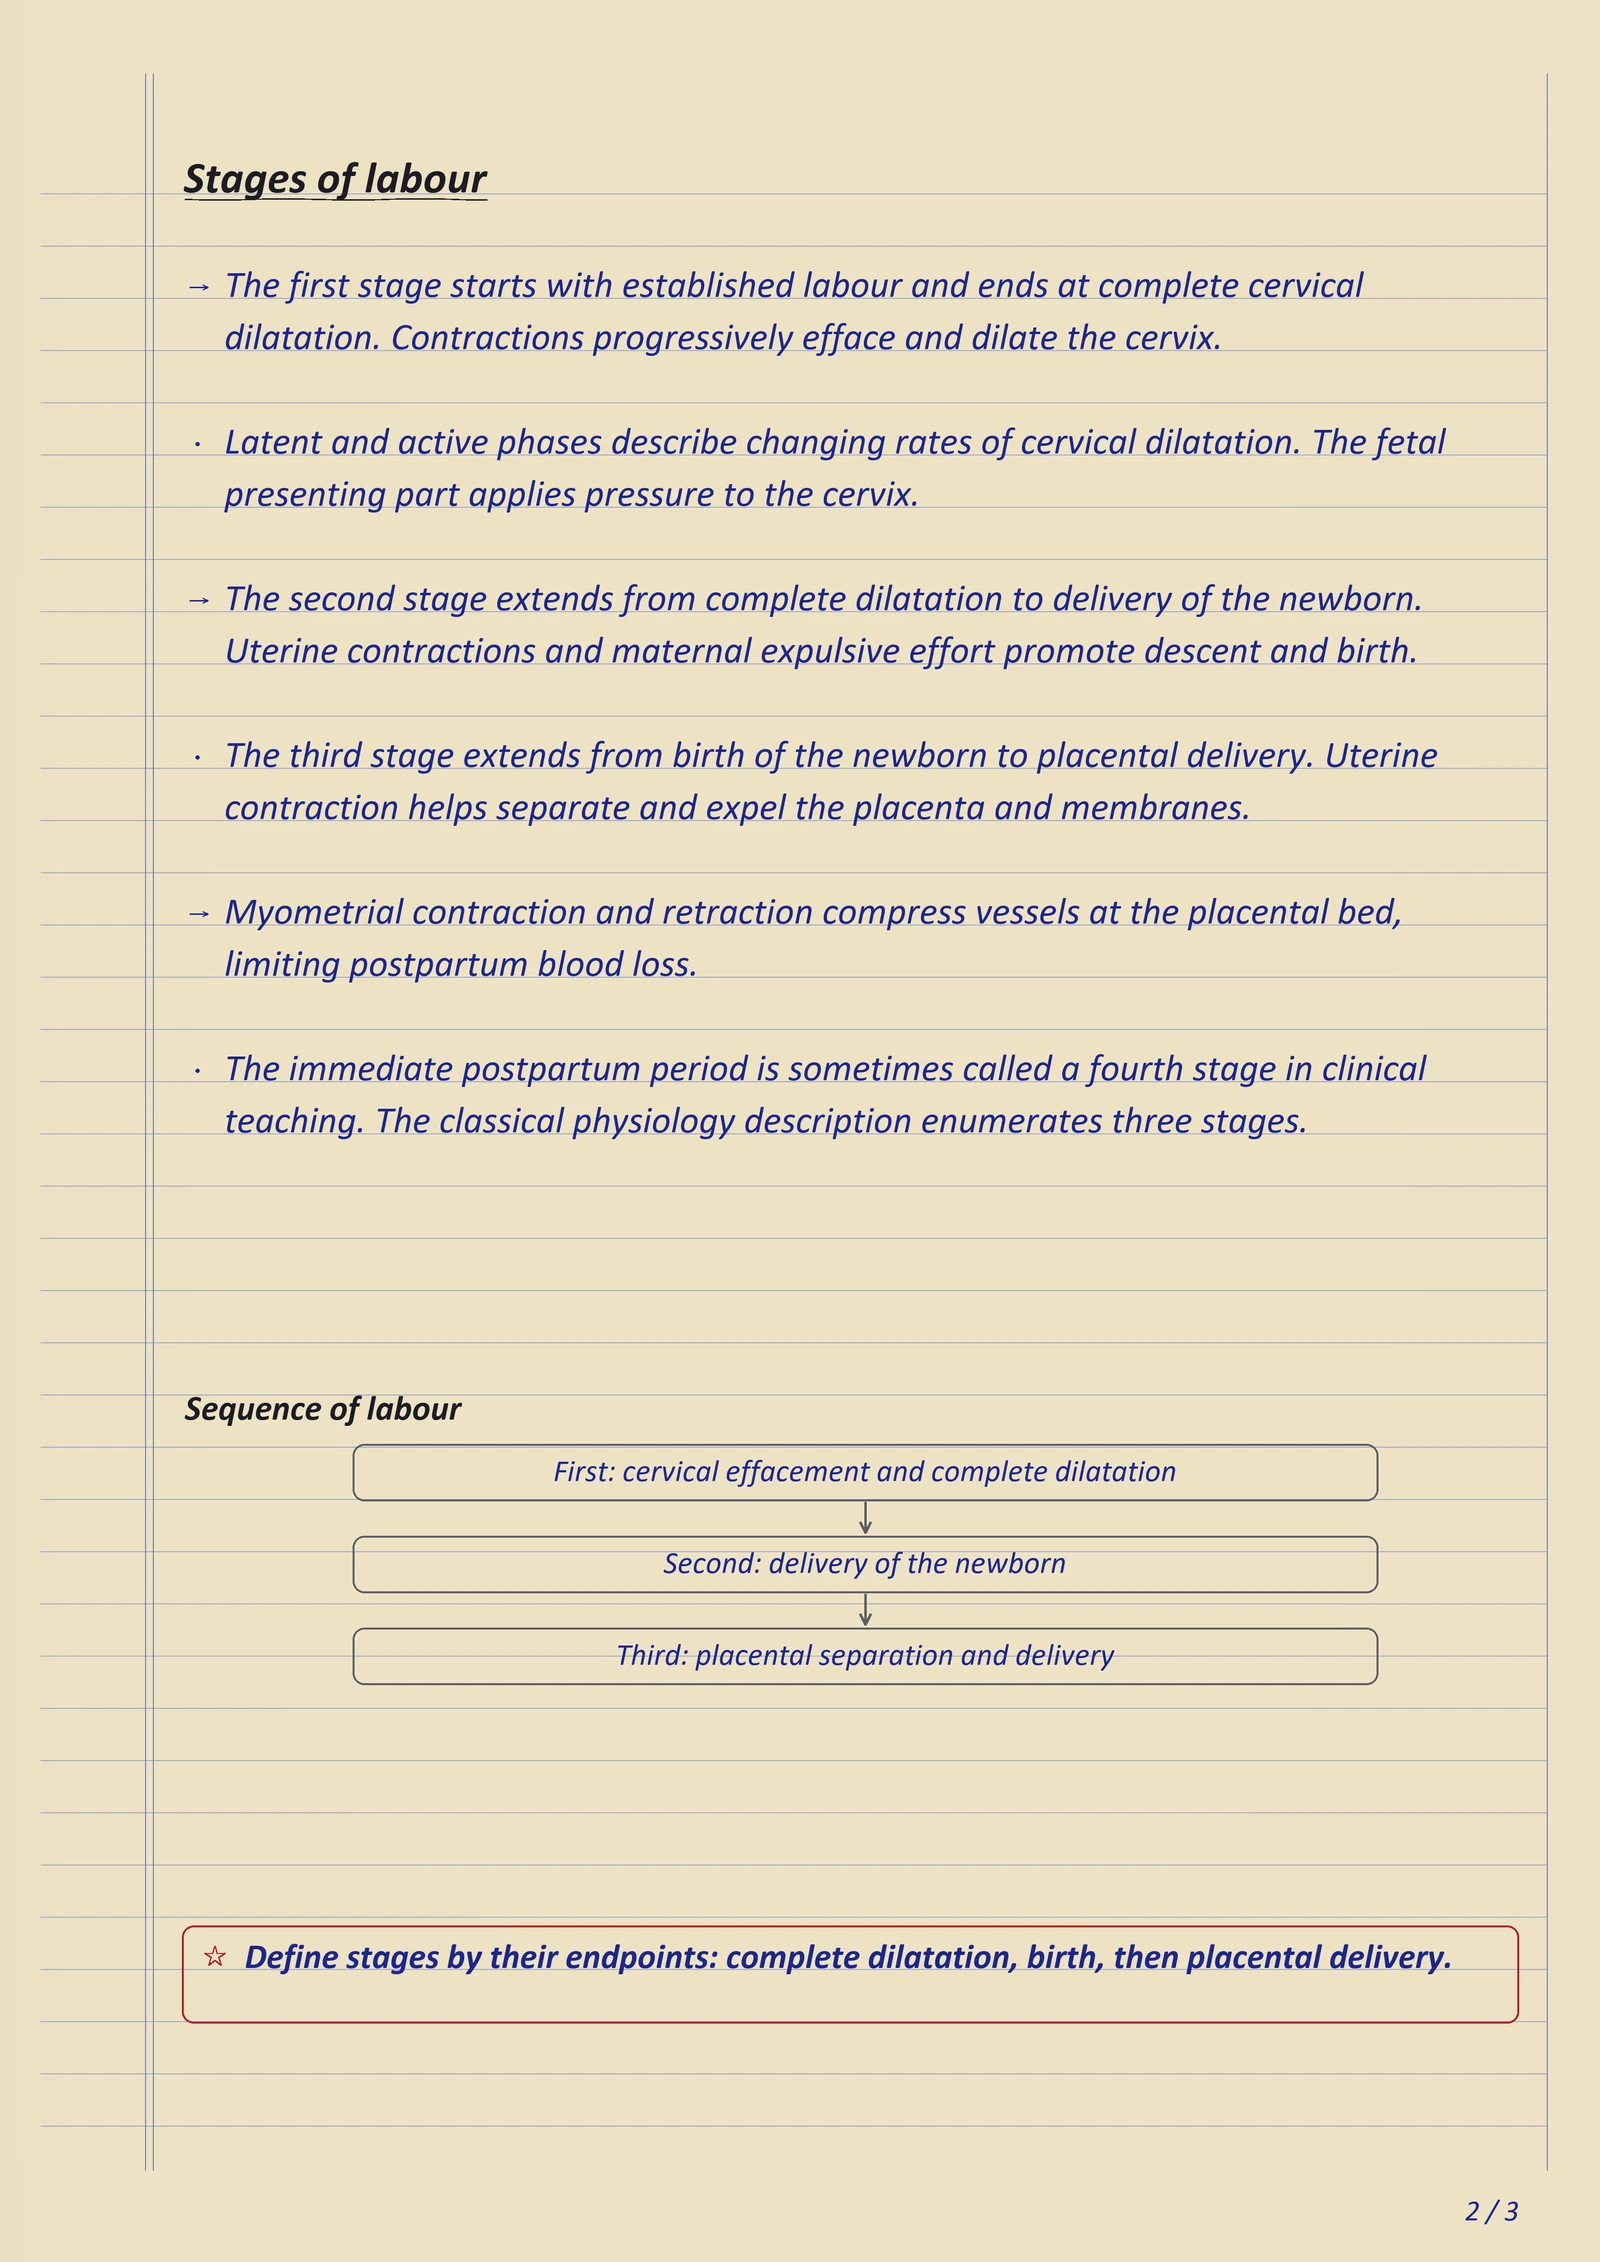 Stages of labour
→ The first stage starts with established labour and ends at complete cervical
dilatation. Contractions progressively efface and dilate the cervix.
· Latent and active phases describe changing rates of cervical dilatation. The fetal
presenting part applies pressure to the cervix.
→ The second stage extends from complete dilatation to delivery of the newborn.
Uterine contractions and maternal expulsive effort promote descent and birth.
· The third stage extends from birth of the newborn to placental delivery. Uterine
contraction helps separate and expel the placenta and membranes.
→ Myometrial contraction and retraction compress vessels at the placental bed,
limiting postpartum blood loss.
· The immediate postpartum period is sometimes called a fourth stage in clinical
teaching. The classical physiology description enumerates three stages.
Sequence of labour
First: cervical effacement and complete dilatation
Second: delivery of the newborn
Third: placental separation and delivery
☆ Define stages by their endpoints: complete dilatation, birth, then placental delivery.
2 / 3